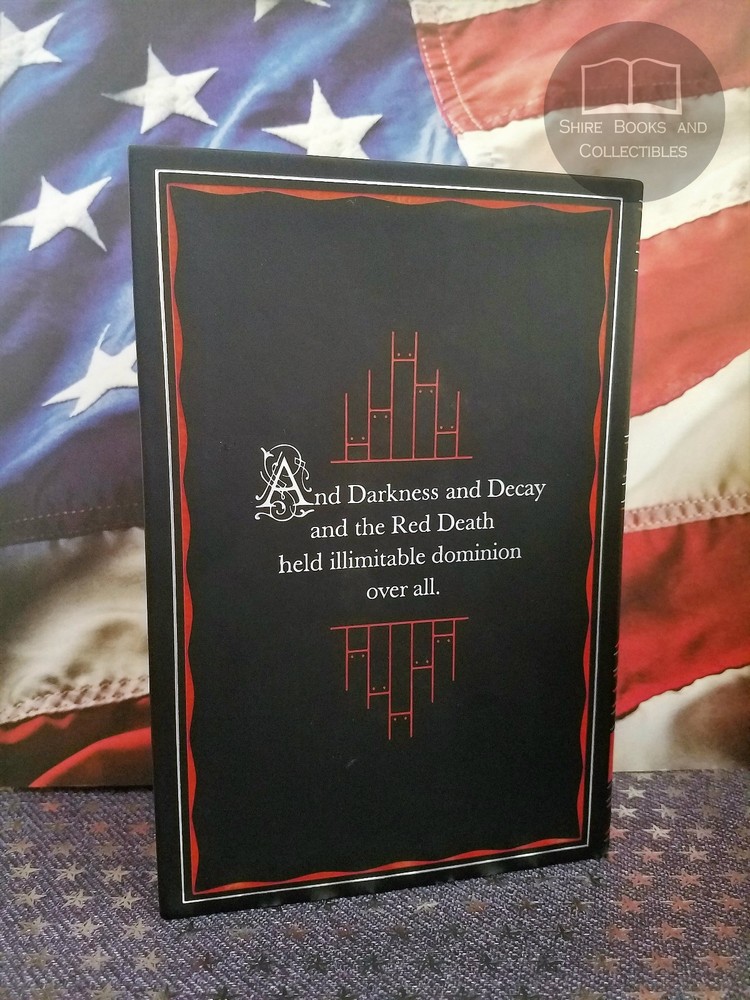 Shire Books and
Collectibles
And Darkness and Decay
and the Red Death
held illimitable dominion
over all.